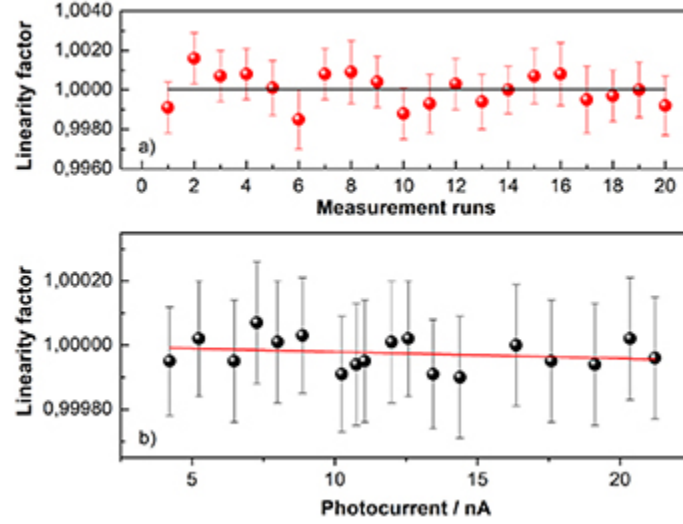 1,0040
1,0020
1,0000
0,9980
0,9960
Linearity factor
a)
0 2 4 6 8 10 12 14 16 18 20
Measurement runs
1,00020
1,00000
0,99980
Linearity factor
b)
5 10 15 20
Photocurrent / nA